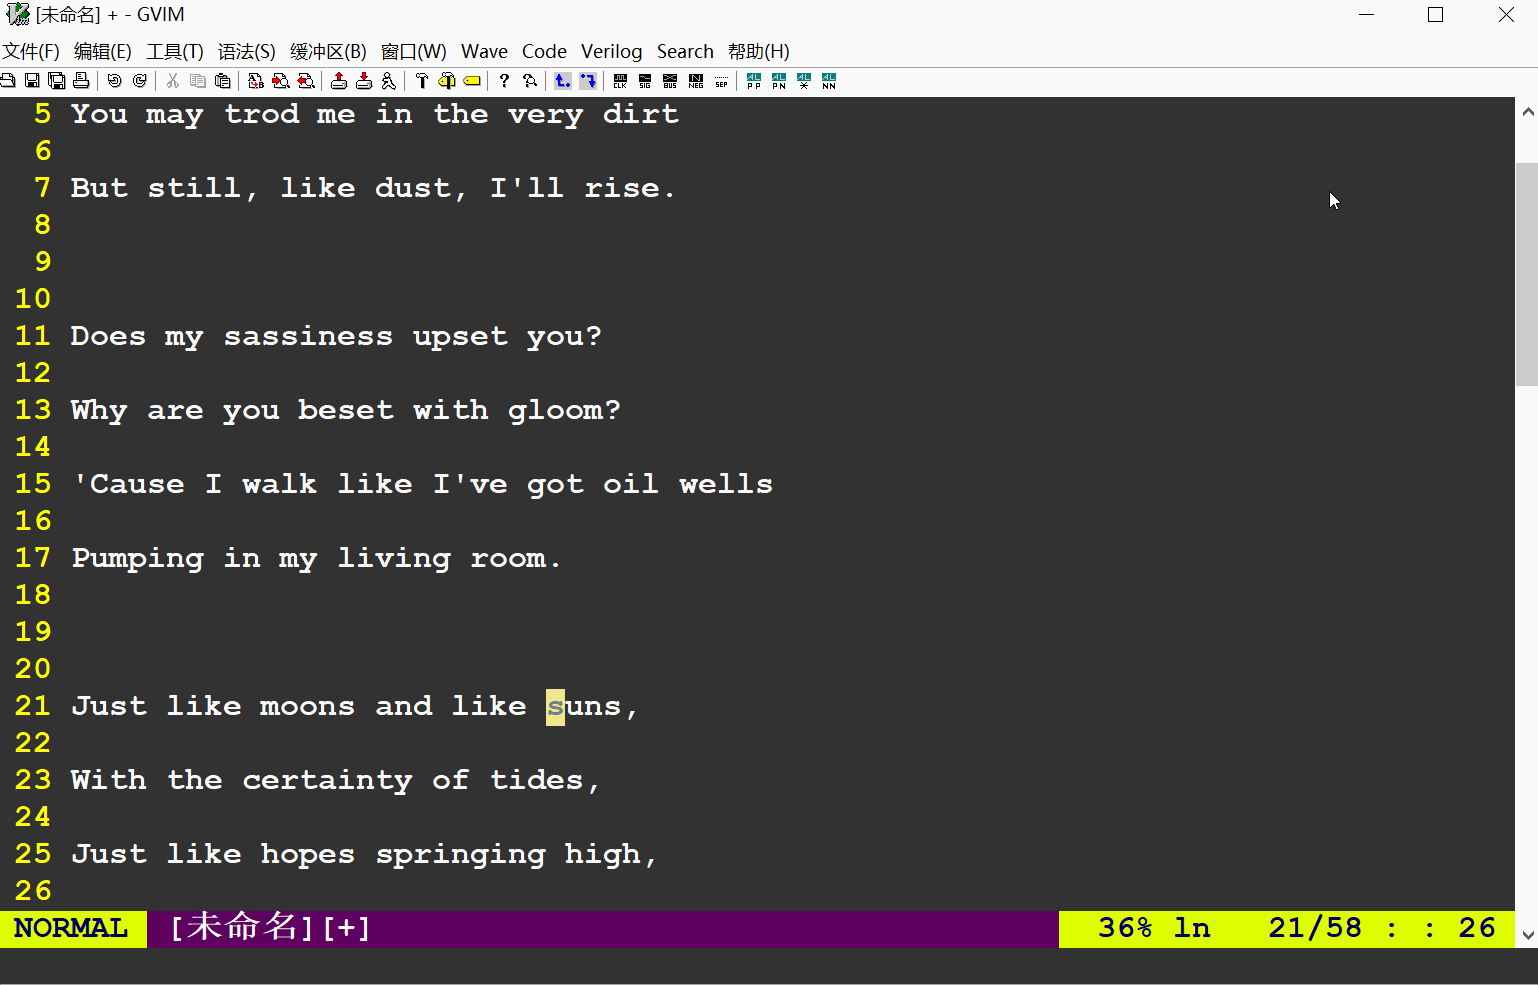 [未命名] + - GVIM
文件(F) 编辑(E) 工具(T) 语法(S) 缓冲区(B) 窗口(W) Wave Code Verilog Search 帮助(H)
5 You may trod me in the very dirt
6
7 But still, like dust, I'll rise.
8
9
10
11 Does my sassiness upset you?
12
13 Why are you beset with gloom?
14
15 'Cause I walk like I've got oil wells
16
17 Pumping in my living room.
18
19
20
21 Just like moons and like suns,
22
23 With the certainty of tides,
24
25 Just like hopes springing high,
26
NORMAL [未命名][+] 36% ln 21/58 : : 26